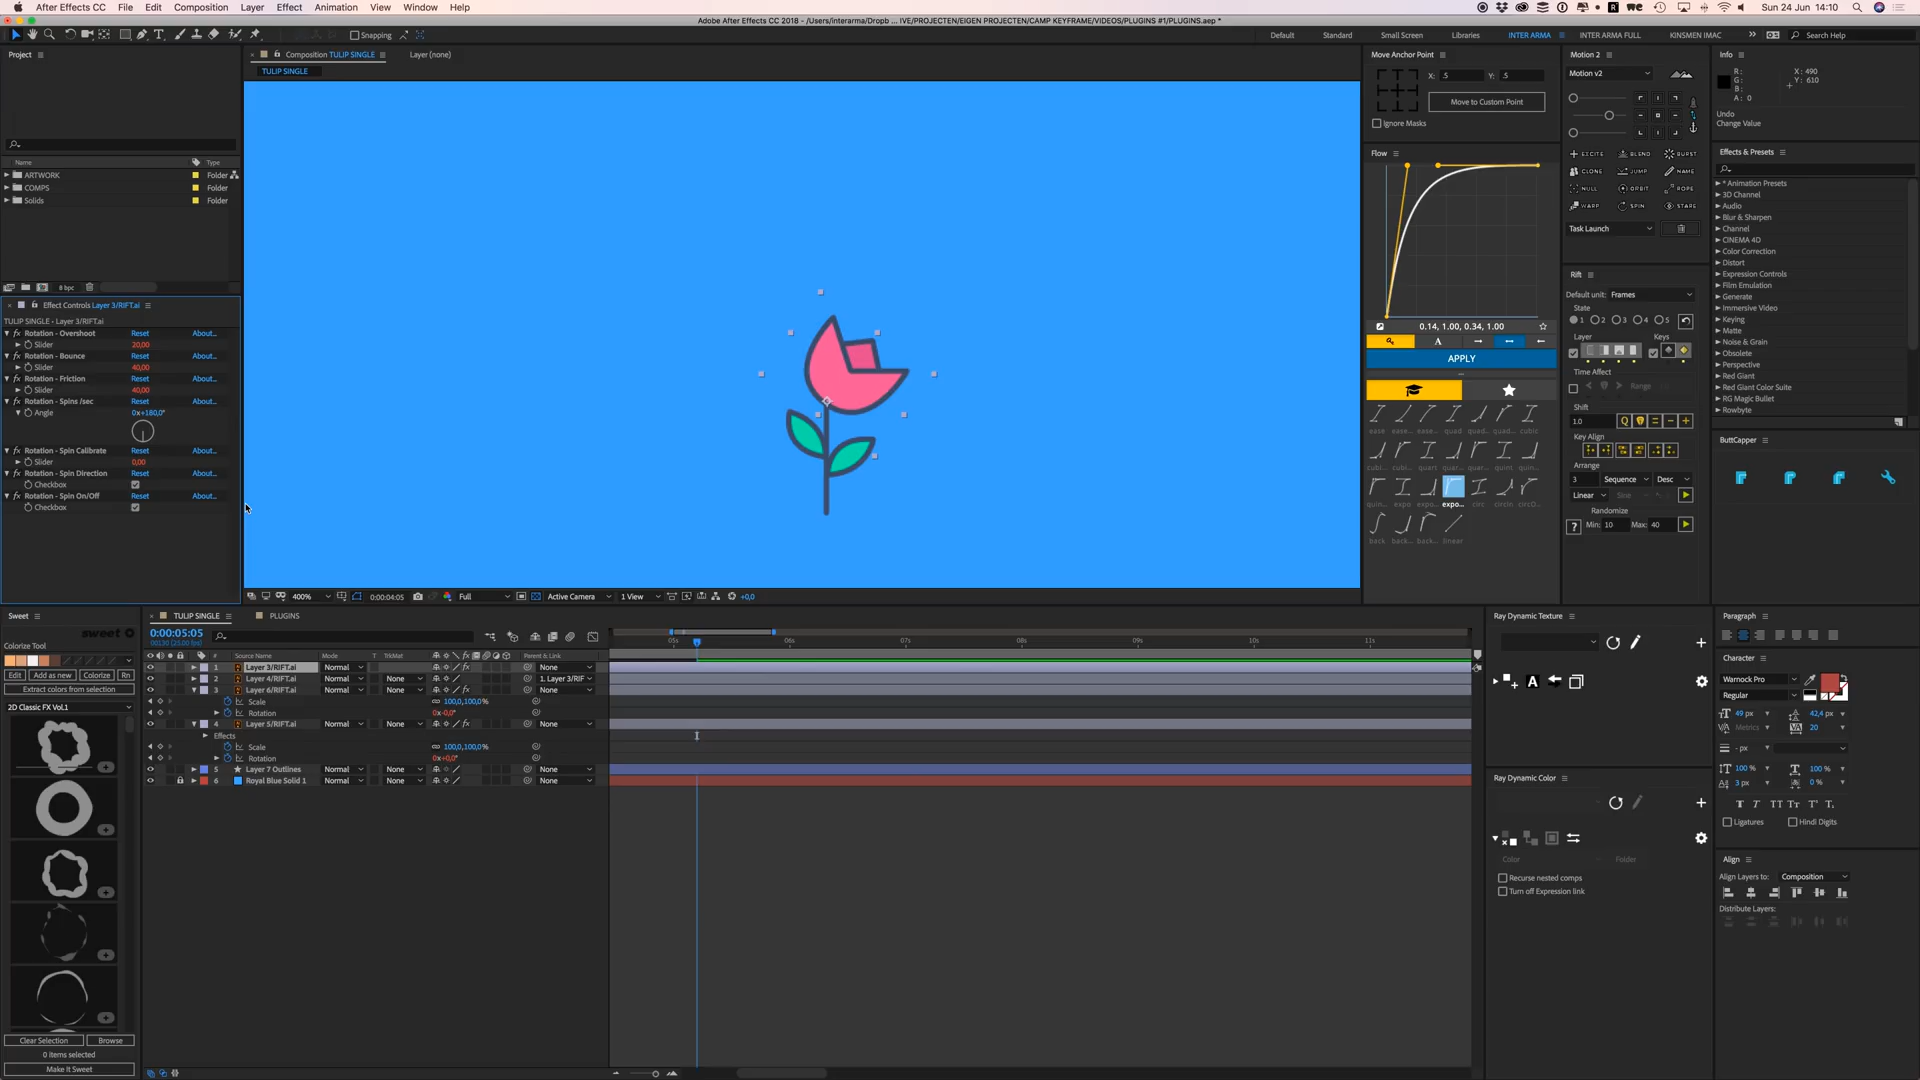 After Effects CC File Edit Composition Layer Effect Animation View Window Help
Sun 24 Jun 14:10
Adobe After Effects CC 2018 - /Users/interarma/Dropb ... IVE/PROJECTEN/EIGEN PROJECTEN/CAMP KEYFRAME/VIDEOS/PLUGINS #1/PLUGINS.aep *
Snapping
Default Standard Small Screen Libraries INTER ARMA INTER ARMA FULL KINSMEN IMAC Search Help
Project
Name Type
ARTWORK Folder
COMPS Folder
Solids Folder
8 bpc
Effect Controls Layer 3/RIFT.ai
TULIP SINGLE - Layer 3/RIFT.ai
Rotation - Overshoot Reset About...
Slider 20,00
Rotation - Bounce Reset About...
Slider 40,00
Rotation - Friction Reset About...
Slider 40,00
Rotation - Spins /sec Reset About...
Angle 0x+180,0°
Rotation - Spin Calibrate Reset About...
Slider 0,00
Rotation - Spin Direction Reset About...
Checkbox
Rotation - Spin On/Off Reset About...
Checkbox
Composition TULIP SINGLE
Layer (none)
TULIP SINGLE
400% 0:00:04:05 Full Active Camera 1 View +0,0
Move Anchor Point
X: .5 Y: .5
Move to Custom Point
Ignore Masks
Flow
0.14, 1.00, 0.34, 1.00
APPLY
ease ease... ease... quad quad... quad... cubic
cubi... cubi... quart quar... quar... quint quin...
quin... expo expo... expo... circ circIn circO...
back back... back... linear
Motion 2
Motion v2
EXCITE BLEND BURST
CLONE JUMP NAME
NULL ORBIT ROPE
WARP SPIN STARE
Task Launch
Rift
Default unit: Frames
State
1 2 3 4 5
Layer Keys
Time Affect
Range
Shift
1.0
Key Align
Arrange
3 Sequence Desc
Linear Sine
Randomize
? Min: 10 Max: 40
Info
R: X: 490
G: Y: 610
B:
A: 0
Undo
Change Value
Effects & Presets
* Animation Presets
3D Channel
Audio
Blur & Sharpen
Channel
CINEMA 4D
Color Correction
Distort
Expression Controls
Film Emulation
Generate
Immersive Video
Keying
Matte
Noise & Grain
Obsolete
Perspective
Red Giant
Red Giant Color Suite
RG Magic Bullet
Rowbyte
ButtCapper
Sweet
sweet
Colorize Tool
Edit Add as new Colorize Rn
Extract colors from selection
2D Classic FX Vol.1
Clear Selection Browse
0 items selected
Make It Sweet
TULIP SINGLE PLUGINS
0:00:05:05
# Source Name Mode T TrkMat Parent & Link
05s 06s 07s 08s 09s 10s 11s
1 Layer 3/RIFT.ai Normal None
2 Layer 4/RIFT.ai Normal None 1. Layer 3/RIF
3 Layer 6/RIFT.ai Normal None None
Scale 100,0,100,0%
Rotation 0x-0,0°
4 Layer 5/RIFT.ai Normal None None
Effects
Scale 100,0,100,0%
Rotation 0x+0,0°
5 Layer 7 Outlines Normal None None
6 Royal Blue Solid 1 Normal None None
Ray Dynamic Texture
Ray Dynamic Color
Color Folder
Recurse nested comps
Turn off Expression link
Paragraph
Character
Warnock Pro
Regular
49 px 42,4 px
Metrics 20
- px
100 % 100 %
3 px 0 %
Ligatures Hindi Digits
Align
Align Layers to: Composition
Distribute Layers: